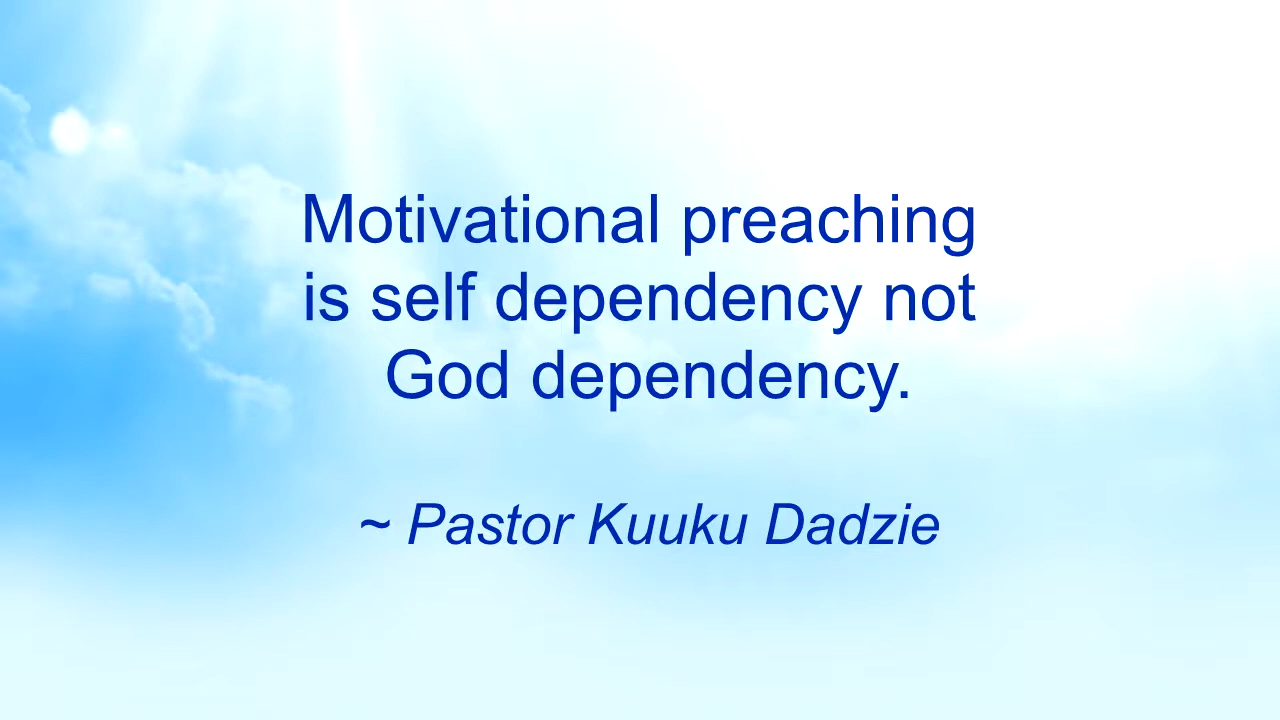 Motivational preaching
is self dependency not
God dependency.
~ Pastor Kuuku Dadzie